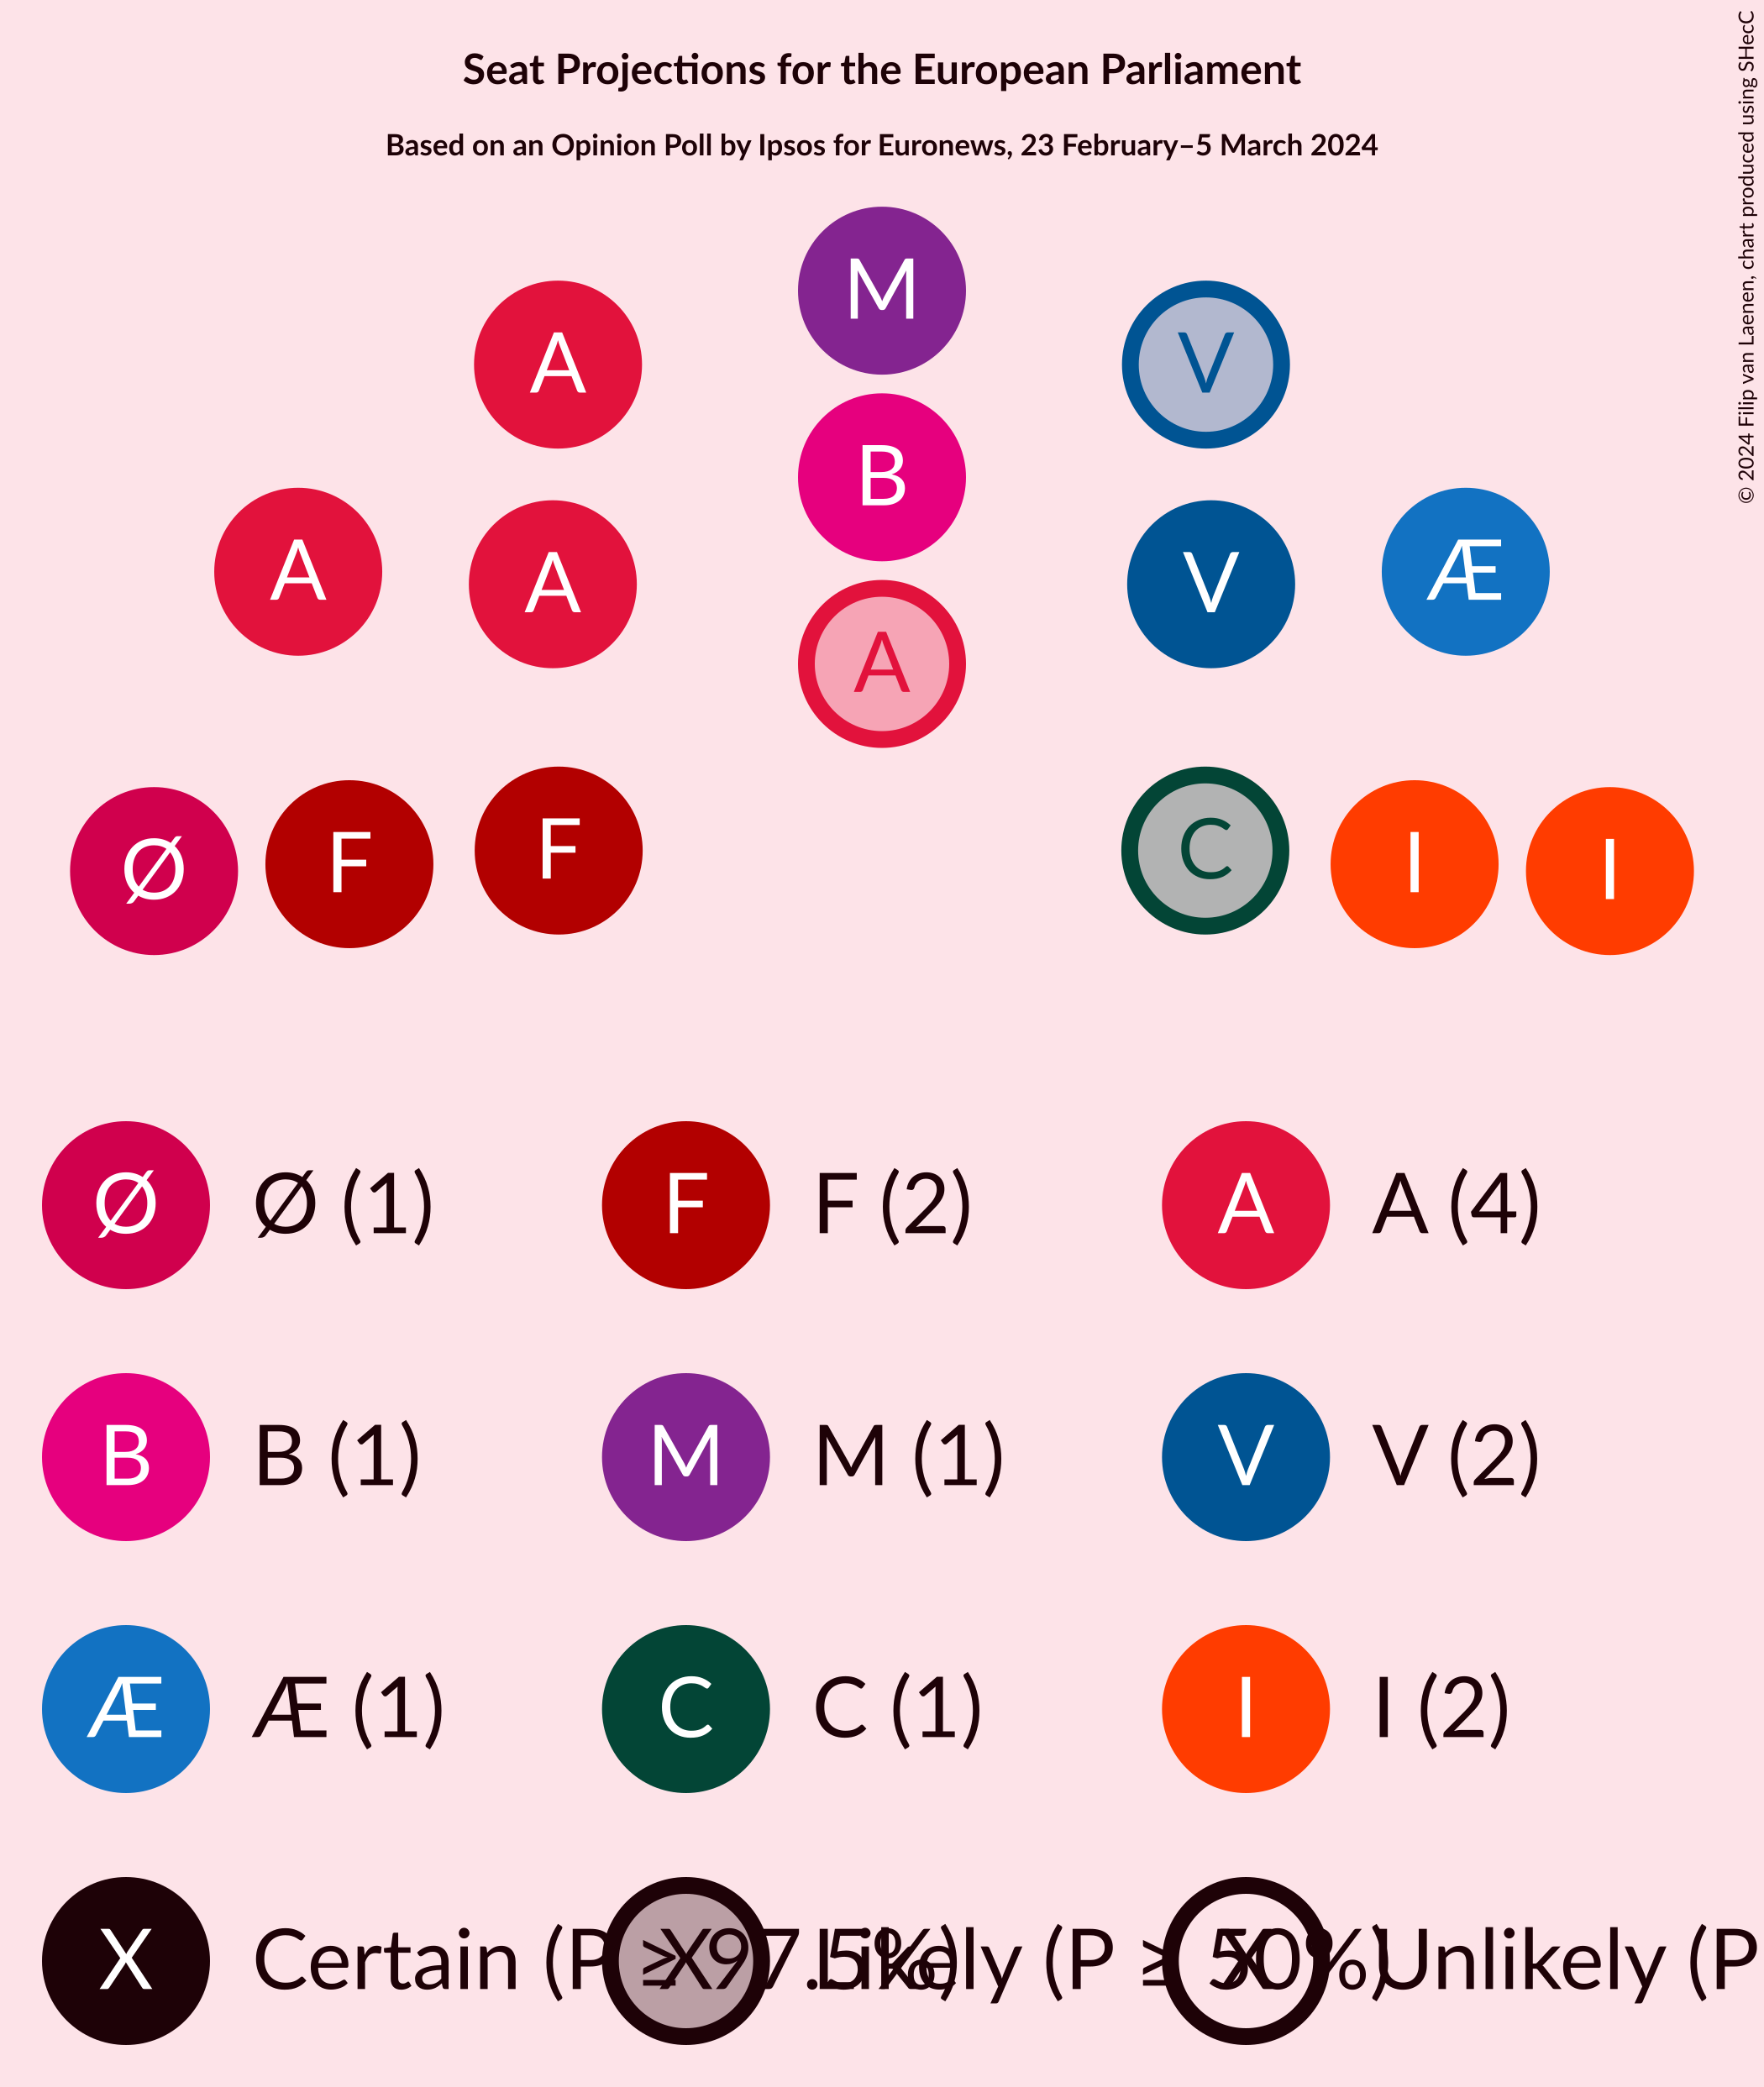 Seat Projections for the European Parliament
Based on an Opinion Poll by Ipsos for Euronews, 23 February–5 March 2024
© 2024 Filip van Laenen, chart produced using SHecC
M
A
V
B
A
A
V
Æ
A
Ø
F
F
C
I
I
Ø Ø (1)
F F (2)
A A (4)
B B (1)
M M (1)
V V (2)
Æ Æ (1)
C C (1)
I I (2)
X Certain (P ≥ 97.5%)
X Likely (P ≥ 50%)
X Unlikely (P